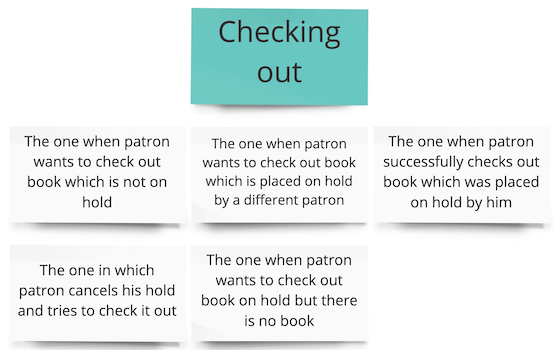 Checking
out
The one when patron
wants to check out
book which is not on
hold
The one when patron
wants to check out book
which is placed on hold
by a different patron
The one when patron
successfully checks out
book which was placed
on hold by him
The one in which
patron cancels his hold
and tries to check it out
The one when patron
wants to check out
book on hold but there
is no book